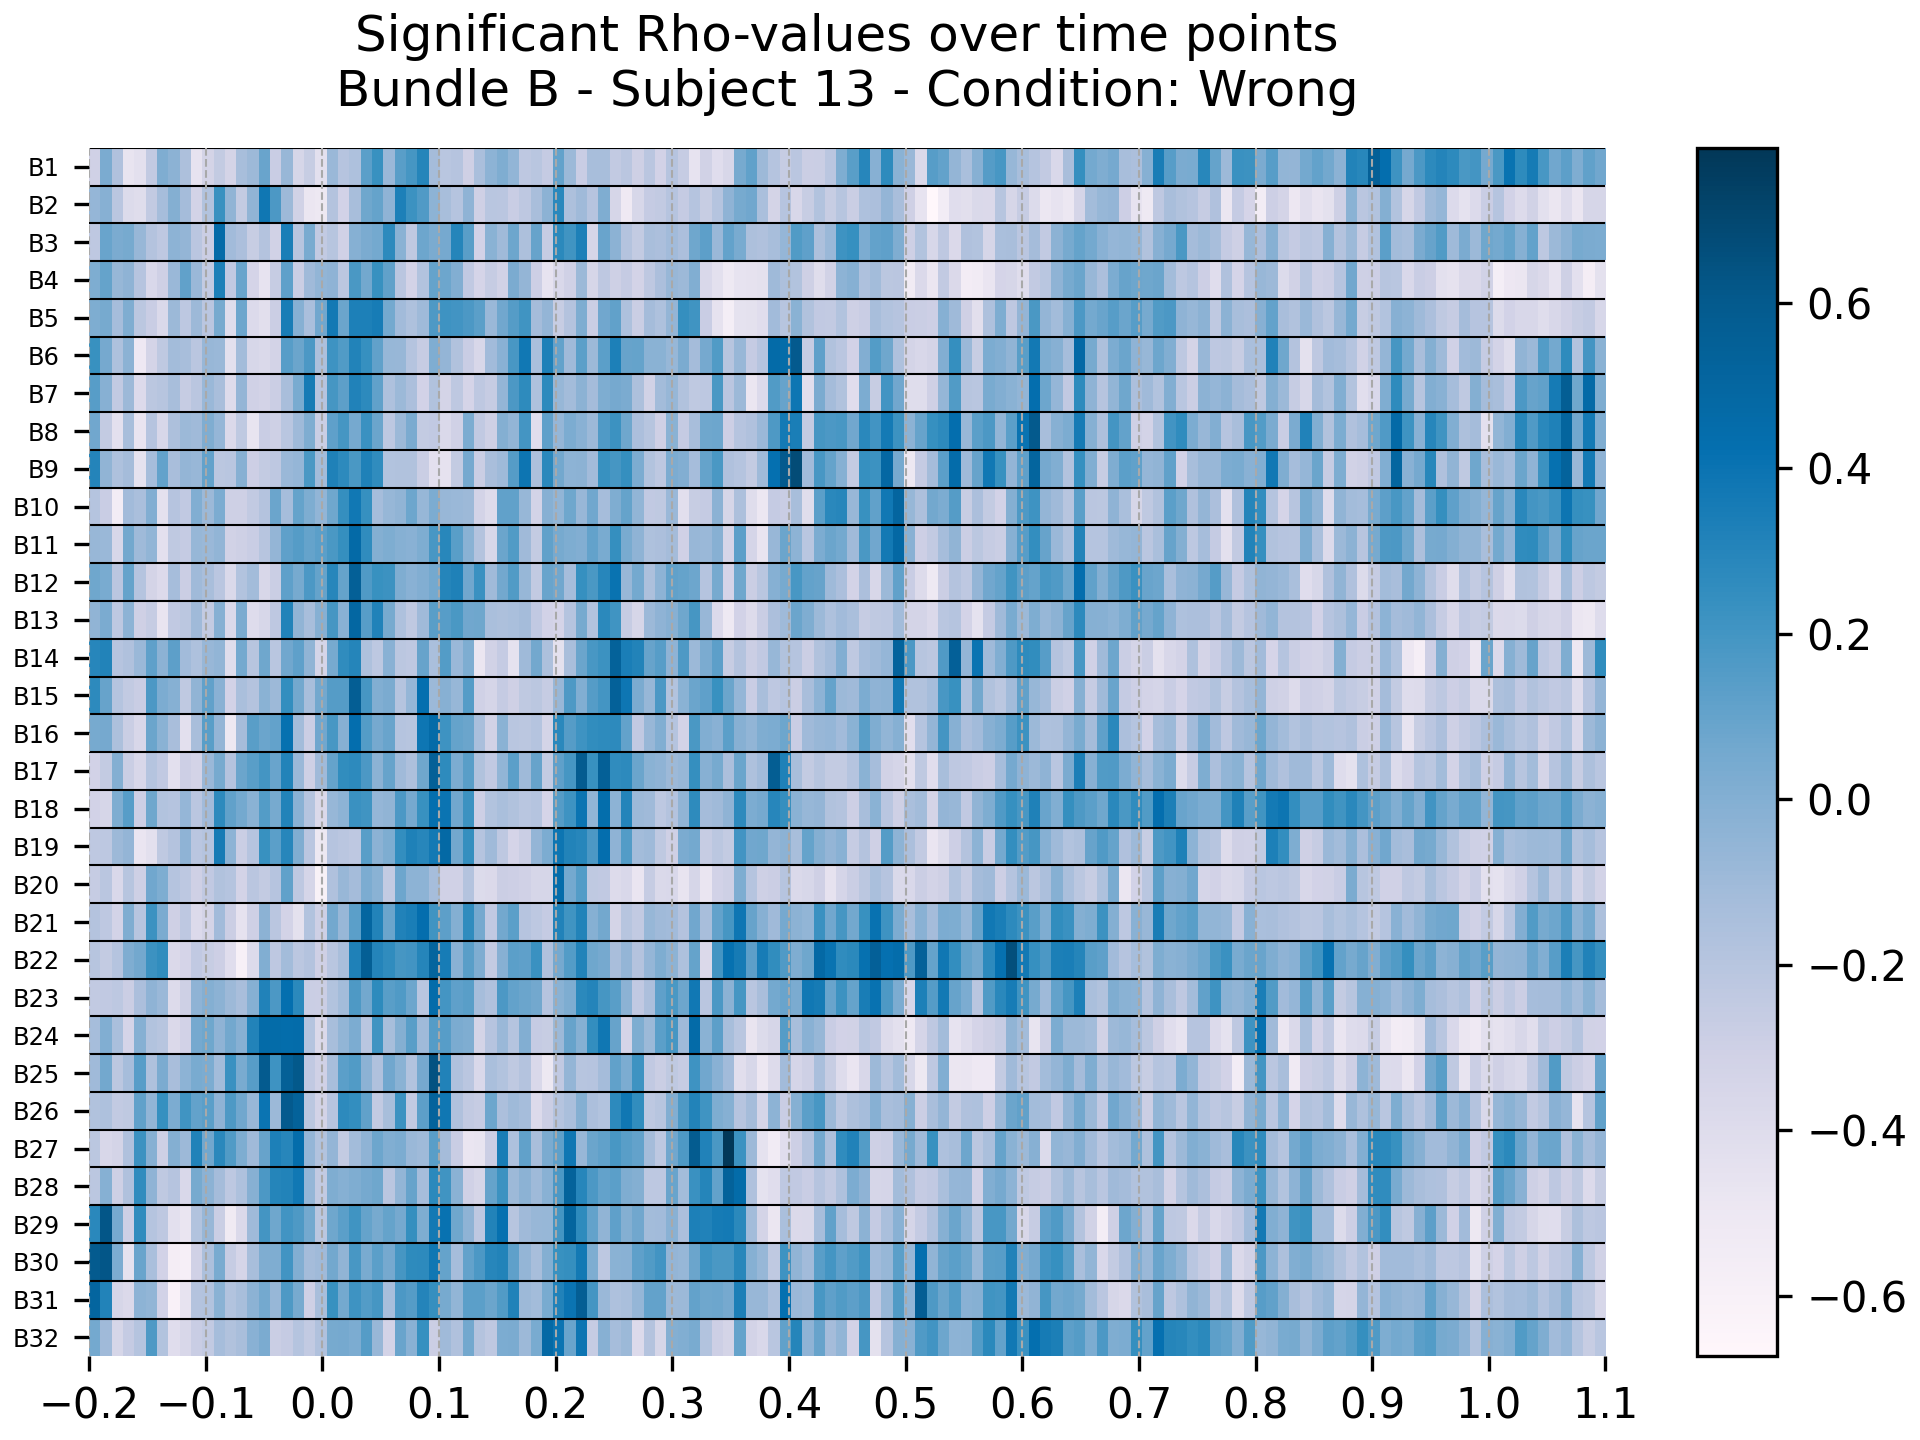 Significant Rho-values over time points
Bundle B - Subject 13 - Condition: Wrong
B1
B2
B3
B4
B5
B6
B7
B8
B9
B10
B11
B12
B13
B14
B15
B16
B17
B18
B19
B20
B21
B22
B23
B24
B25
B26
B27
B28
B29
B30
B31
B32
−0.2 −0.1 0.0 0.1 0.2 0.3 0.4 0.5 0.6 0.7 0.8 0.9 1.0 1.1
0.6
0.4
0.2
0.0
−0.2
−0.4
−0.6